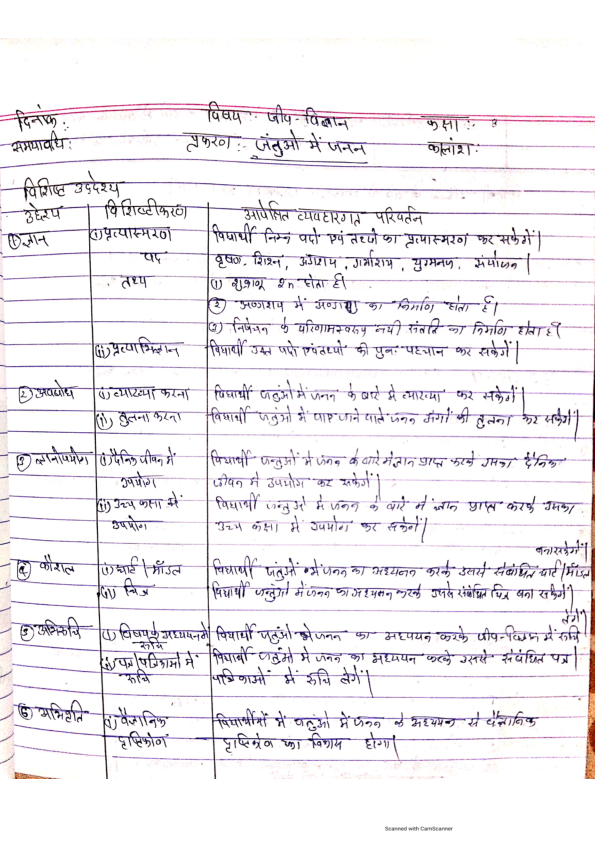 दिनांक :   विषय :- जीव-विज्ञान   कक्षा :-
समयावधि:   प्रकरण :- जंतुओं में जनन   कालांश:-
विशिष्ट उद्देश्य
उद्देश्य   विशिष्टीकरण   अपेक्षित व्यवहारगत परिवर्तन
① ज्ञान   (i) प्रत्यास्मरण   विद्यार्थी निम्न पदों एवं तथ्यों का प्रत्यास्मरण कर सकेगें|
पद   वृषण, शिश्न, अंडाशय, गर्भाशय, युग्मनज, संयोजन|
तथ्य   (1) शुक्राणु 2n होता है|
(2) अण्डाशय में अण्डाणु का निर्माण होता है|
(3) निषेचन के परिणामस्वरूप नयी संतति का निर्माण होता है|
(ii) प्रत्याभिज्ञान   विद्यार्थी उक्त पदों एवं तथ्यों की पुनः पहचान कर सकेगें|
② अवबोध   (i) व्याख्या करना   विद्यार्थी जंतुओं में जनन के बारे में व्याख्या कर सकेगें|
(ii) तुलना करना   विद्यार्थी जंतुओं में पाए जाने वाले जनन अंगों की तुलना कर सकेगें|
③ ज्ञानोपयोग   (i) दैनिक जीवन में   विद्यार्थी जन्तुओं में जनन के बारे में ज्ञान प्राप्त करके उसका दैनिक
उपयोग   जीवन में उपयोग कर सकेगें|
(ii) उच्च कक्षा में   विद्यार्थी जन्तुओं में जनन के बारे में ज्ञान प्राप्त करके उसका
उपयोग   उच्च कक्षा में उपयोग कर सकेगें|
बना सकेगें|
④ कौशल   (i) चार्ट / मॉडल   विद्यार्थी जंतुओं में जनन का अध्ययन करके उससे संबंधित चार्ट/मॉडल
(ii) चित्र   विद्यार्थी जन्तुओं में जनन का अध्ययन करके उससे संबंधित चित्र बना सकेगें|
लेंगें|
⑤ अभिरुचि   (i) विषय के अध्ययन में   विद्यार्थी जंतुओं में जनन का अध्ययन करके जीव-विज्ञान में रुचि
रूचि
(ii) पत्र पत्रिकाओं में   विद्यार्थी जंतुओं में जनन का अध्ययन करके उससे संबंधित पत्र
रूचि   पत्रिकाओं में रुचि लेंगें|
⑥ अभिवृति   (i) वैज्ञानिक   विद्यार्थीयों में जंतुओं में जनन के अध्ययन से वैज्ञानिक
दृष्टिकोण   दृष्टिकोण का विकास होगा|
Scanned with CamScanner